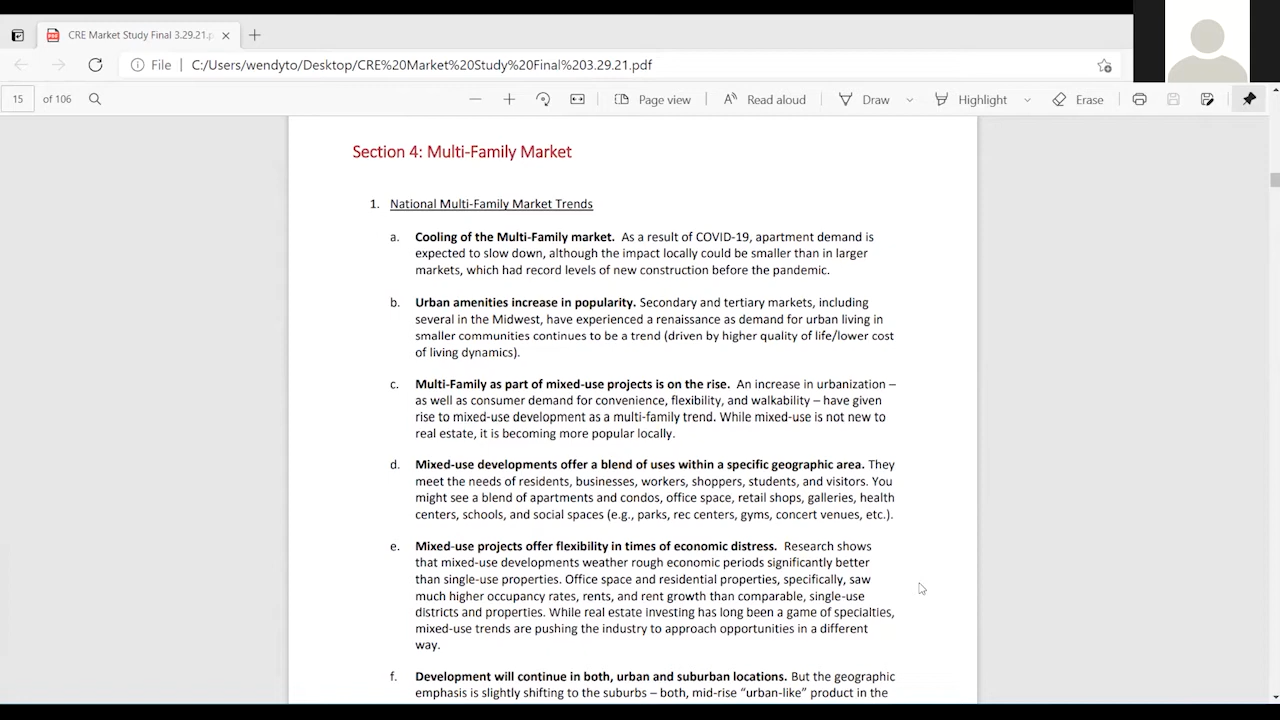 CRE Market Study Final 3.29.21.p
File
C:/Users/wendyto/Desktop/CRE%20Market%20Study%20Final%203.29.21.pdf
15 of 106
Page view
Read aloud
Draw
Highlight
Erase
Section 4: Multi-Family Market
1. National Multi-Family Market Trends
a. Cooling of the Multi-Family market. As a result of COVID-19, apartment demand is
expected to slow down, although the impact locally could be smaller than in larger
markets, which had record levels of new construction before the pandemic.
b. Urban amenities increase in popularity. Secondary and tertiary markets, including
several in the Midwest, have experienced a renaissance as demand for urban living in
smaller communities continues to be a trend (driven by higher quality of life/lower cost
of living dynamics).
c. Multi-Family as part of mixed-use projects is on the rise. An increase in urbanization –
as well as consumer demand for convenience, flexibility, and walkability – have given
rise to mixed-use development as a multi-family trend. While mixed-use is not new to
real estate, it is becoming more popular locally.
d. Mixed-use developments offer a blend of uses within a specific geographic area. They
meet the needs of residents, businesses, workers, shoppers, students, and visitors. You
might see a blend of apartments and condos, office space, retail shops, galleries, health
centers, schools, and social spaces (e.g., parks, rec centers, gyms, concert venues, etc.).
e. Mixed-use projects offer flexibility in times of economic distress. Research shows
that mixed-use developments weather rough economic periods significantly better
than single-use properties. Office space and residential properties, specifically, saw
much higher occupancy rates, rents, and rent growth than comparable, single-use
districts and properties. While real estate investing has long been a game of specialties,
mixed-use trends are pushing the industry to approach opportunities in a different
way.
f. Development will continue in both, urban and suburban locations. But the geographic
emphasis is slightly shifting to the suburbs – both, mid-rise “urban-like” product in the